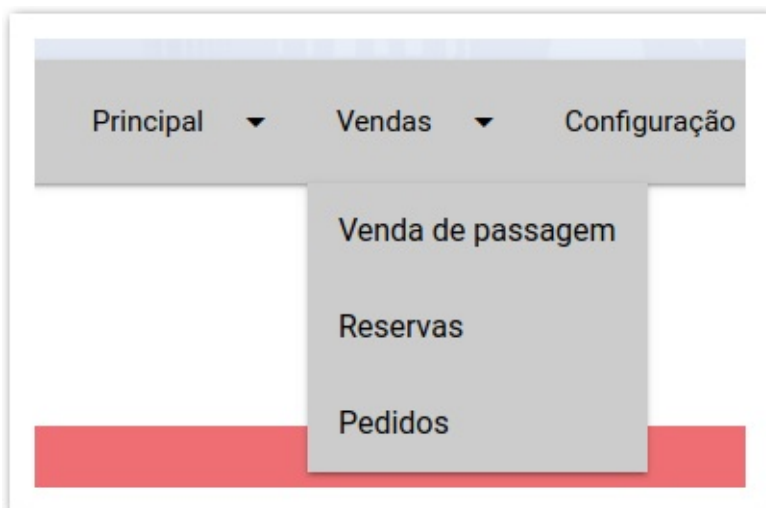 Principal Vendas Configuração
Venda de passagem
Reservas
Pedidos